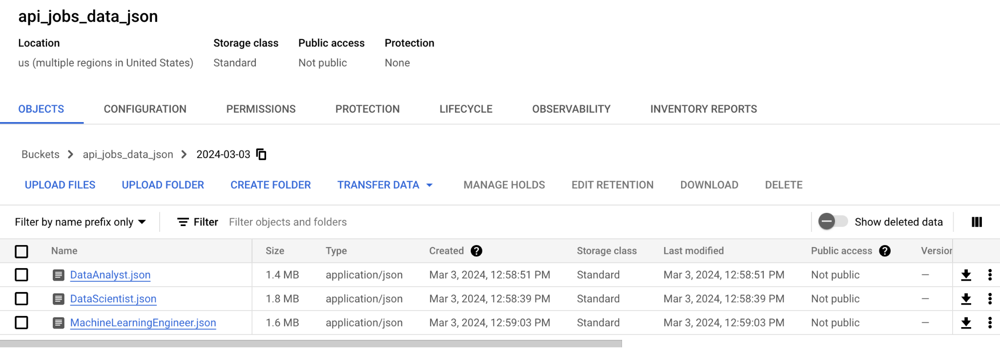 api_jobs_data_json
Location Storage class Public access Protection
us (multiple regions in United States) Standard Not public None
OBJECTS CONFIGURATION PERMISSIONS PROTECTION LIFECYCLE OBSERVABILITY INVENTORY REPORTS
Buckets > api_jobs_data_json > 2024-03-03
UPLOAD FILES UPLOAD FOLDER CREATE FOLDER TRANSFER DATA MANAGE HOLDS EDIT RETENTION DOWNLOAD DELETE
Filter by name prefix only Filter Filter objects and folders Show deleted data
Name Size Type Created ? Storage class Last modified Public access ? Version
DataAnalyst.json 1.4 MB application/json Mar 3, 2024, 12:58:51 PM Standard Mar 3, 2024, 12:58:51 PM Not public —
DataScientist.json 1.8 MB application/json Mar 3, 2024, 12:58:39 PM Standard Mar 3, 2024, 12:58:39 PM Not public —
MachineLearningEngineer.json 1.6 MB application/json Mar 3, 2024, 12:59:03 PM Standard Mar 3, 2024, 12:59:03 PM Not public —